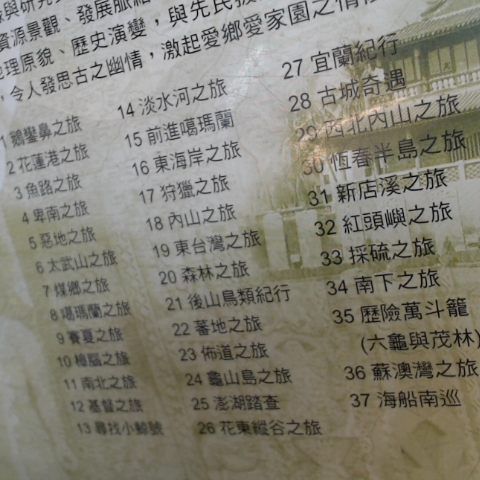 資源景觀、發展脈絡
地理原貌、歷史演變，與先民
，令人發思古之幽情，激起愛鄉愛家園之情
1 鵝鑾鼻之旅
2 花蓮港之旅
3 魚路之旅
4 卑南之旅
5 惡地之旅
6 太武山之旅
7 煤鄉之旅
8 噶瑪蘭之旅
9 賽夏之旅
10 樟腦之旅
11 南北之旅
12 基督之旅
13 尋找小鯨號
14 淡水河之旅
15 前進噶瑪蘭
16 東海岸之旅
17 狩獵之旅
18 內山之旅
19 東台灣之旅
20 森林之旅
21 後山鳥類紀行
22 蕃地之旅
23 佈道之旅
24 龜山島之旅
25 澎湖踏查
26 花東縱谷之旅
27 宜蘭紀行
28 古城奇遇
29 西北內山之旅
30 恆春半島之旅
31 新店溪之旅
32 紅頭嶼之旅
33 採硫之旅
34 南下之旅
35 歷險萬斗籠
(六龜與茂林)
36 蘇澳灣之旅
37 海船南巡